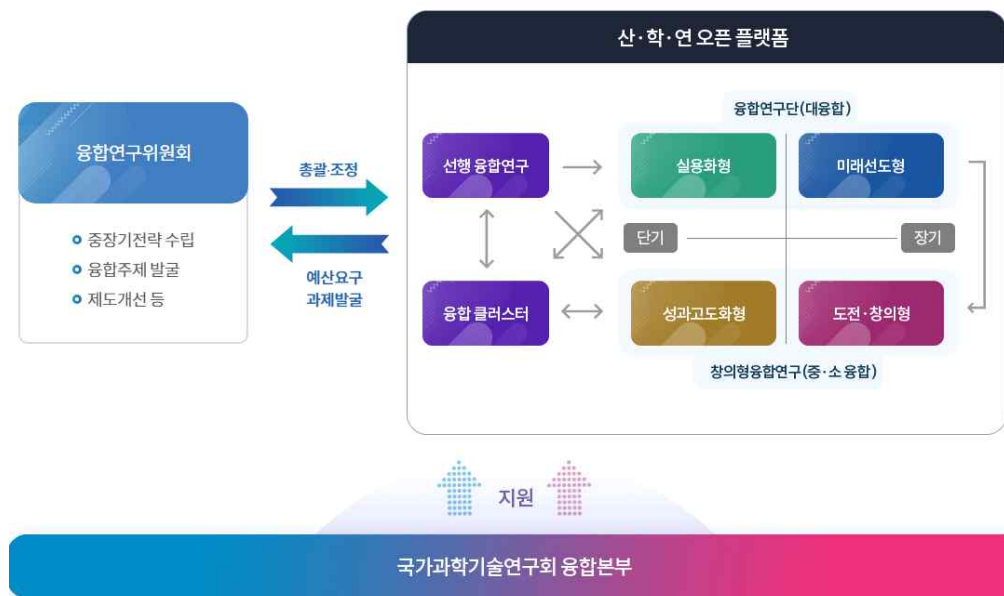 산·학·연 오픈 플랫폼
융합연구위원회
중장기전략 수립
융합주제 발굴
제도개선 등
총괄·조정
예산요구
과제발굴
융합연구단(대융합)
선행 융합연구
실용화형
미래선도형
단기
장기
융합 클러스터
성과고도화형
도전·창의형
창의형융합연구(중·소 융합)
지원
국가과학기술연구회 융합본부